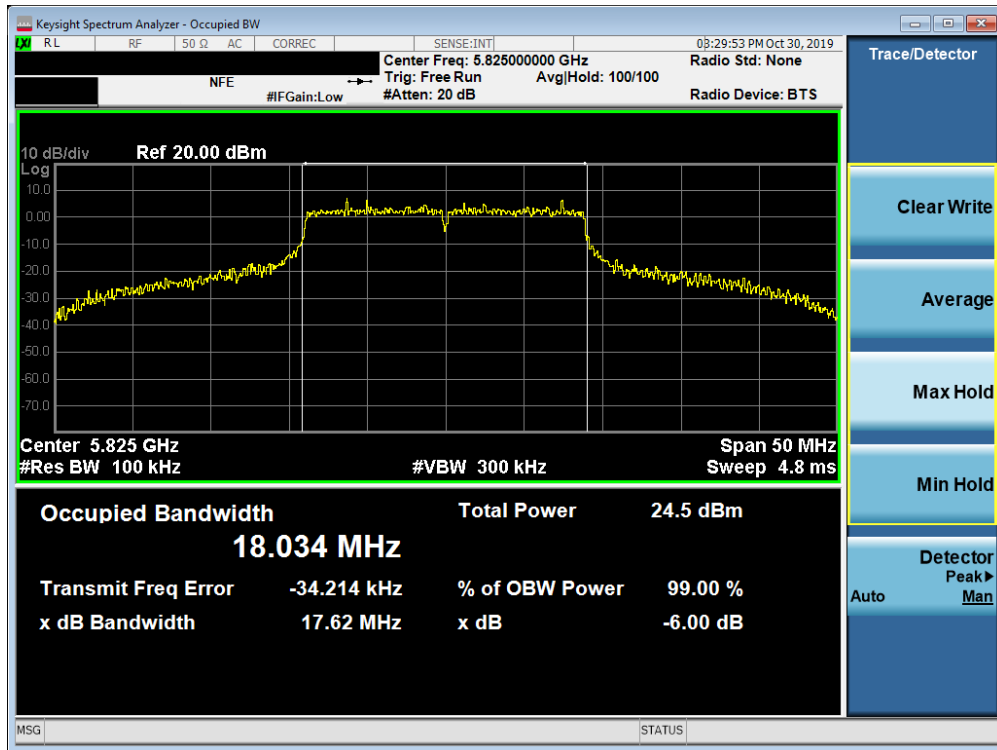 Keysight Spectrum Analyzer - Occupied BW
LXI RL RF 50 Ω AC CORREC SENSE:INT 03:29:53 PM Oct 30, 2019
Center Freq: 5.825000000 GHz Radio Std: None
NFE Trig: Free Run Avg|Hold: 100/100
#IFGain:Low #Atten: 20 dB Radio Device: BTS
10 dB/div Ref 20.00 dBm
Log
10.0
0.00
-10.0
-20.0
-30.0
-40.0
-50.0
-60.0
-70.0
Center 5.825 GHz Span 50 MHz
#Res BW 100 kHz #VBW 300 kHz Sweep 4.8 ms
Occupied Bandwidth Total Power 24.5 dBm
18.034 MHz
Transmit Freq Error -34.214 kHz % of OBW Power 99.00 %
x dB Bandwidth 17.62 MHz x dB -6.00 dB
Trace/Detector
Clear Write
Average
Max Hold
Min Hold
Detector
Peak▶
Auto Man
MSG STATUS